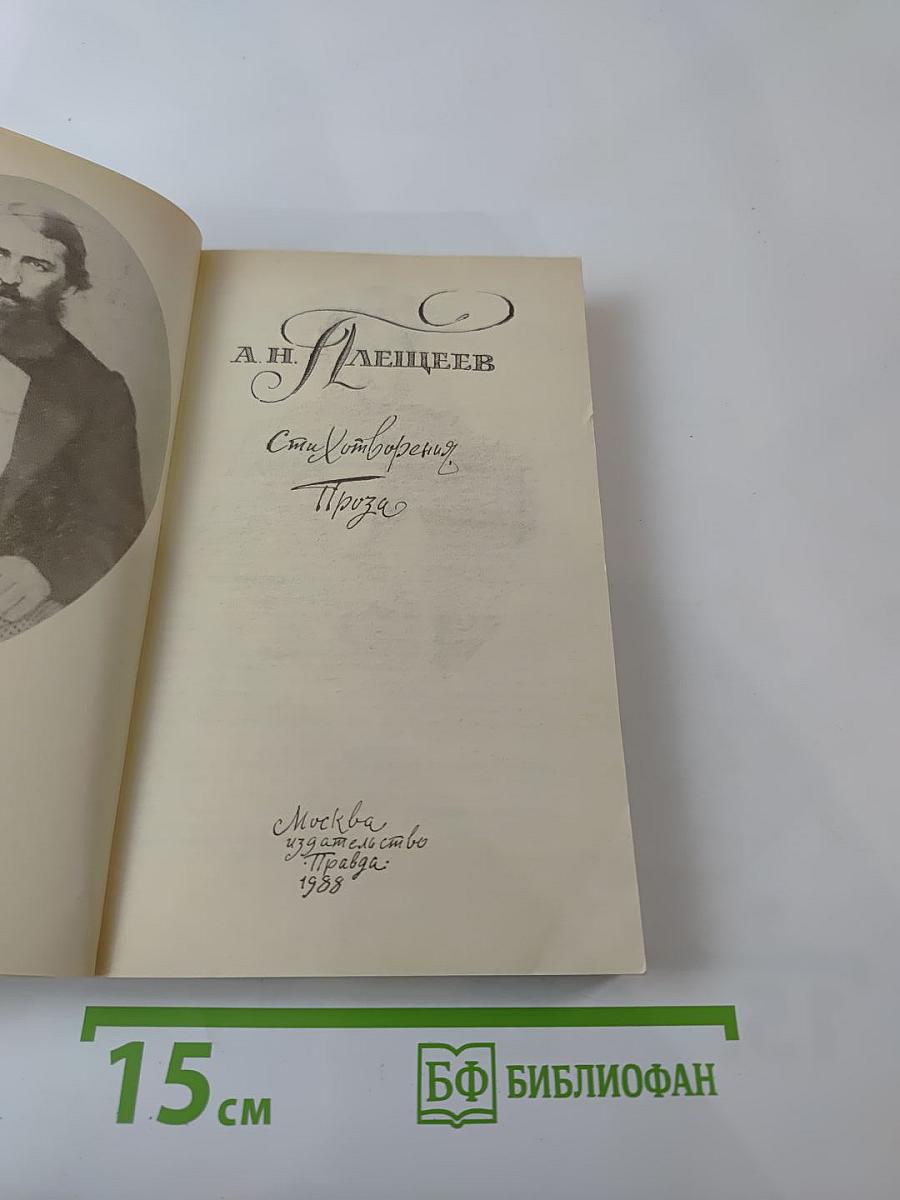 А. Н. ПЛЕЩЕЕВ
Стихотворения.
Проза
Москва
издательство
·Правда·
1988
15 см
БФ БИБЛИОФАН